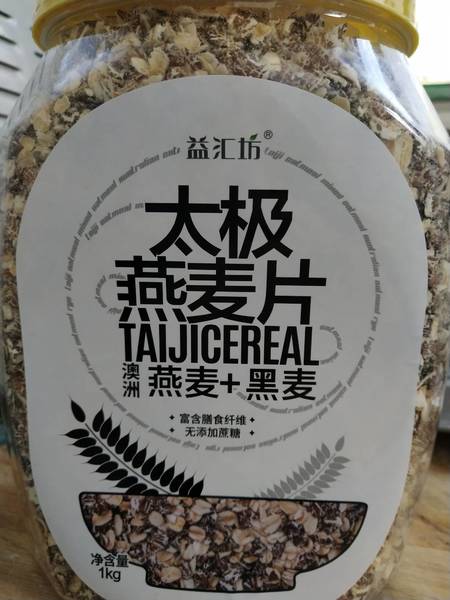 益汇坊®
太极
燕麦片
TAIJICEREAL
澳洲 燕麦+黑麦
富含膳食纤维
无添加蔗糖
净含量
1kg